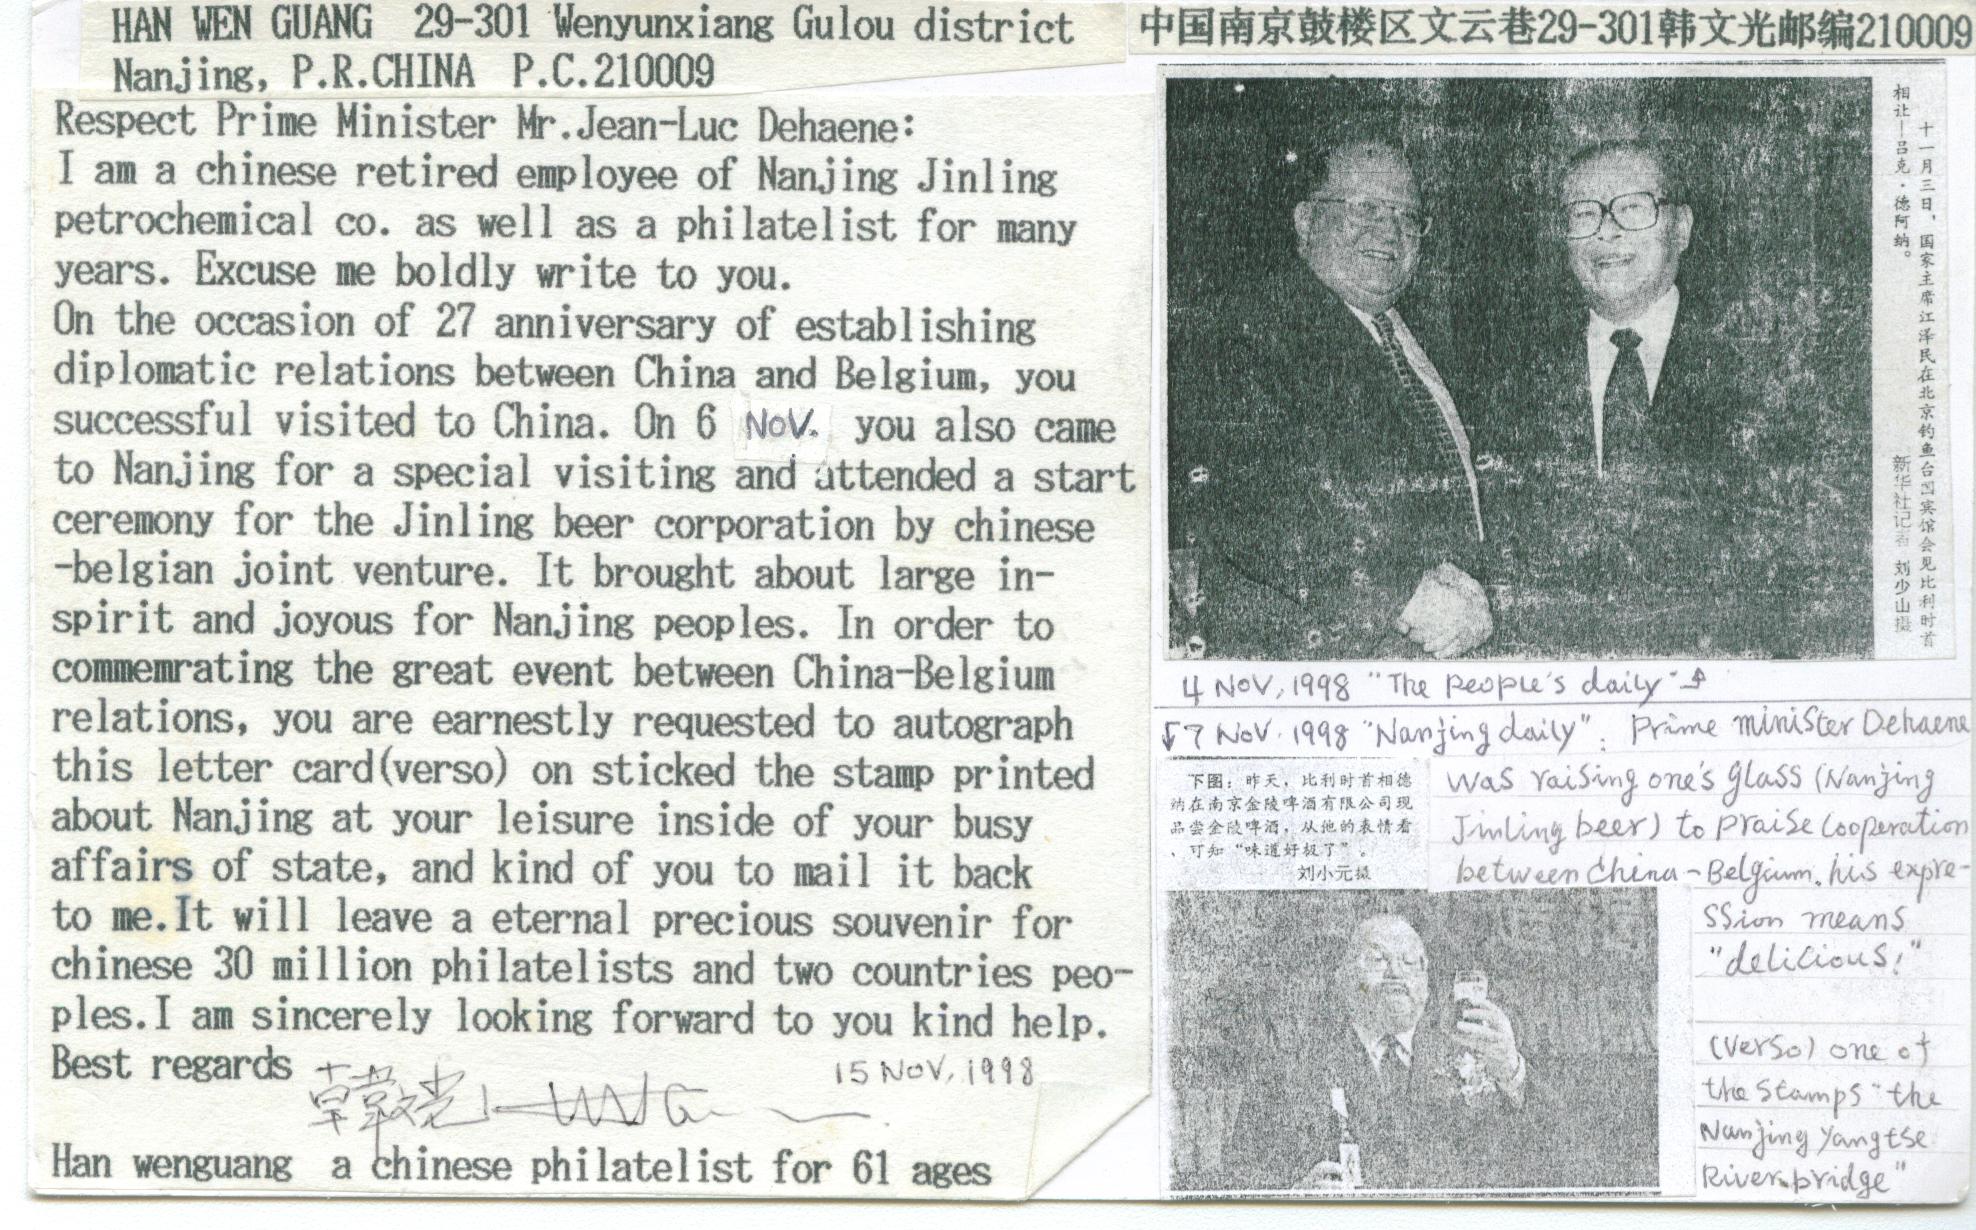 HAN WEN GUANG 29-301 Wenyunxiang Gulou district
Nanjing, P.R.CHINA P.C.210009
中国南京鼓楼区文云巷29-301韩文光邮编210009
Respect Prime Minister Mr.Jean-Luc Dehaene:
I am a chinese retired employee of Nanjing Jinling
petrochemical co. as well as a philatelist for many
years. Excuse me boldly write to you.
On the occasion of 27 anniversary of establishing
diplomatic relations between China and Belgium, you
successful visited to China. On 6 NOV. you also came
to Nanjing for a special visiting and attended a start
ceremony for the Jinling beer corporation by chinese
-belgian joint venture. It brought about large in-
spirit and joyous for Nanjing peoples. In order to
commemrating the great event between China-Belgium
relations, you are earnestly requested to autograph
this letter card(verso) on sticked the stamp printed
about Nanjing at your leisure inside of your busy
affairs of state, and kind of you to mail it back
to me.It will leave a eternal precious souvenir for
chinese 30 million philatelists and two countries peo-
ples.I am sincerely looking forward to you kind help.
Best regards
韩文光
15 NOV, 1998
Han wenguang a chinese philatelist for 61 ages
十一月三日，国家主席江泽民在北京钓鱼台国宾馆会见比利时首
相让—吕克·德阿纳。
新华社记者 刘少山摄
4 NOV, 1998 "The people's daily"
↓7 NOV. 1998 "Nanjing daily": Prime minister Dehaene
was raising one's glass (Nanjing
Jinling beer) to praise cooperation
between China-Belgium. his expre-
ssion means
"delicious!"
下图：昨天，比利时首相德
纳在南京金陵啤酒有限公司现
品尝金陵啤酒，从他的表情看
，可知“味道好极了”。
刘小元摄
(verso) one of
the stamps "the
Nanjing Yangtse
River bridge"